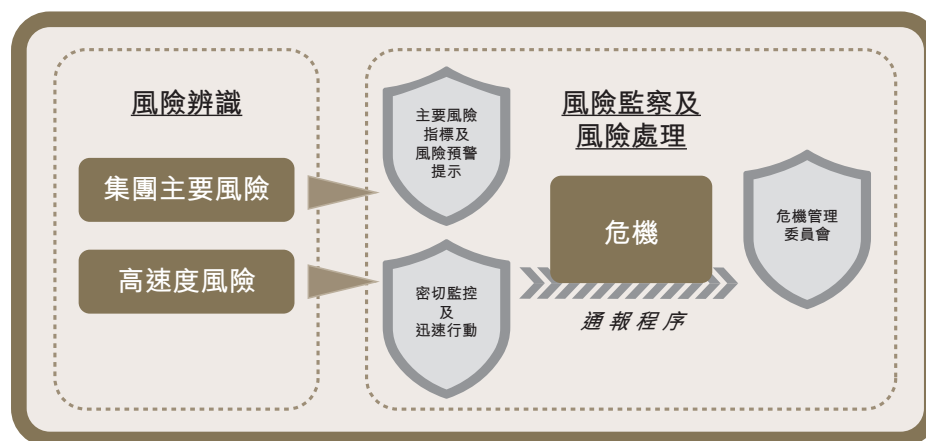 風險辨識
集團主要風險
高速度風險
主要風險
指標及
風險預警
提示
密切監控
及
迅速行動
風險監察及
風險處理
危機
通報程序
危機管理
委員會